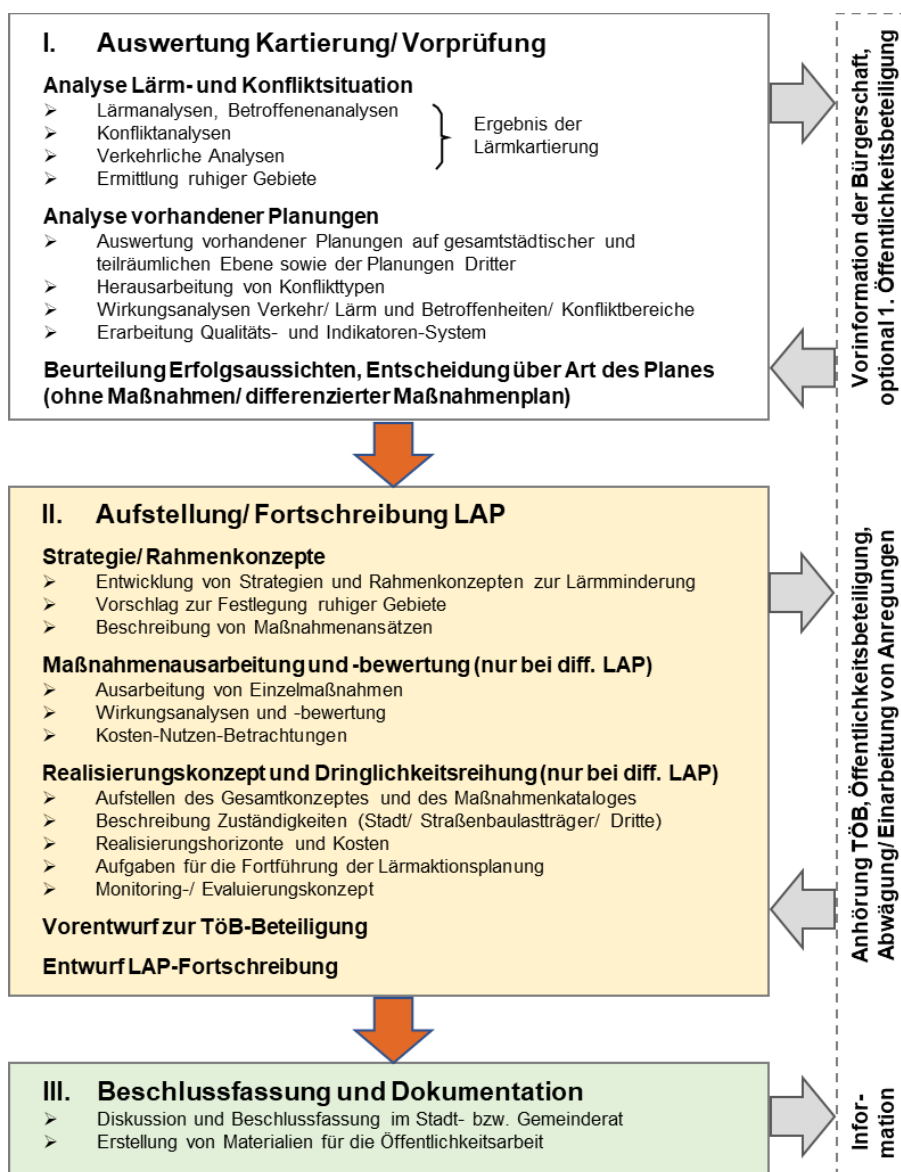 I. Auswertung Kartierung/ Vorprüfung
Analyse Lärm- und Konfliktsituation
➢ Lärmanalysen, Betroffenenanalysen
➢ Konfliktanalysen
➢ Verkehrliche Analysen
➢ Ermittlung ruhiger Gebiete
Ergebnis der
Lärmkartierung
Analyse vorhandener Planungen
➢ Auswertung vorhandener Planungen auf gesamtstädtischer und
teilräumlichen Ebene sowie der Planungen Dritter
➢ Herausarbeitung von Konflikttypen
➢ Wirkungsanalysen Verkehr/ Lärm und Betroffenheiten/ Konfliktbereiche
➢ Erarbeitung Qualitäts- und Indikatoren-System
Beurteilung Erfolgsaussichten, Entscheidung über Art des Planes
(ohne Maßnahmen/ differenzierter Maßnahmenplan)
Vorinformation der Bürgerschaft,
optional 1. Öffentlichkeitsbeteiligung
II. Aufstellung/ Fortschreibung LAP
Strategie/ Rahmenkonzepte
➢ Entwicklung von Strategien und Rahmenkonzepten zur Lärmminderung
➢ Vorschlag zur Festlegung ruhiger Gebiete
➢ Beschreibung von Maßnahmenansätzen
Maßnahmenausarbeitung und -bewertung (nur bei diff. LAP)
➢ Ausarbeitung von Einzelmaßnahmen
➢ Wirkungsanalysen und -bewertung
➢ Kosten-Nutzen-Betrachtungen
Realisierungskonzept und Dringlichkeitsreihung (nur bei diff. LAP)
➢ Aufstellen des Gesamtkonzeptes und des Maßnahmenkataloges
➢ Beschreibung Zuständigkeiten (Stadt/ Straßenbaulastträger/ Dritte)
➢ Realisierungshorizonte und Kosten
➢ Aufgaben für die Fortführung der Lärmaktionsplanung
➢ Monitoring-/ Evaluierungskonzept
Vorentwurf zur TöB-Beteiligung
Entwurf LAP-Fortschreibung
Anhörung TÖB, Öffentlichkeitsbeteiligung,
Abwägung/ Einarbeitung von Anregungen
III. Beschlussfassung und Dokumentation
➢ Diskussion und Beschlussfassung im Stadt- bzw. Gemeinderat
➢ Erstellung von Materialien für die Öffentlichkeitsarbeit
Infor-
mation